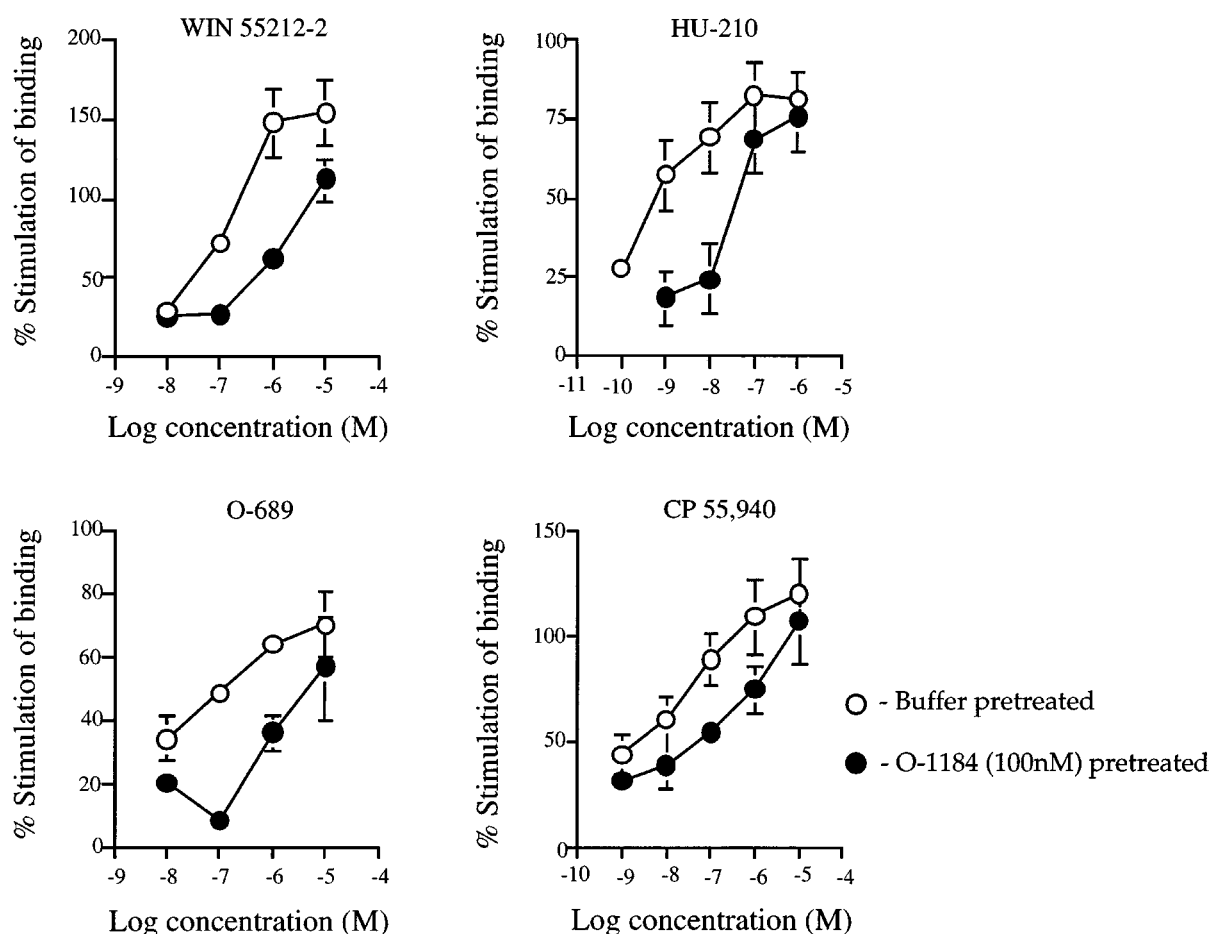 WIN 55212-2
% Stimulation of binding
200
150
100
50
0
-9 -8 -7 -6 -5 -4
Log concentration (M)
HU-210
% Stimulation of binding
100
75
50
25
0
-11 -10 -9 -8 -7 -6 -5
Log concentration (M)
O-689
% Stimulation of binding
100
80
60
40
20
0
-9 -8 -7 -6 -5 -4
Log concentration (M)
CP 55,940
% Stimulation of binding
150
100
50
0
-10 -9 -8 -7 -6 -5 -4
Log concentration (M)
- Buffer pretreated
- O-1184 (100nM) pretreated